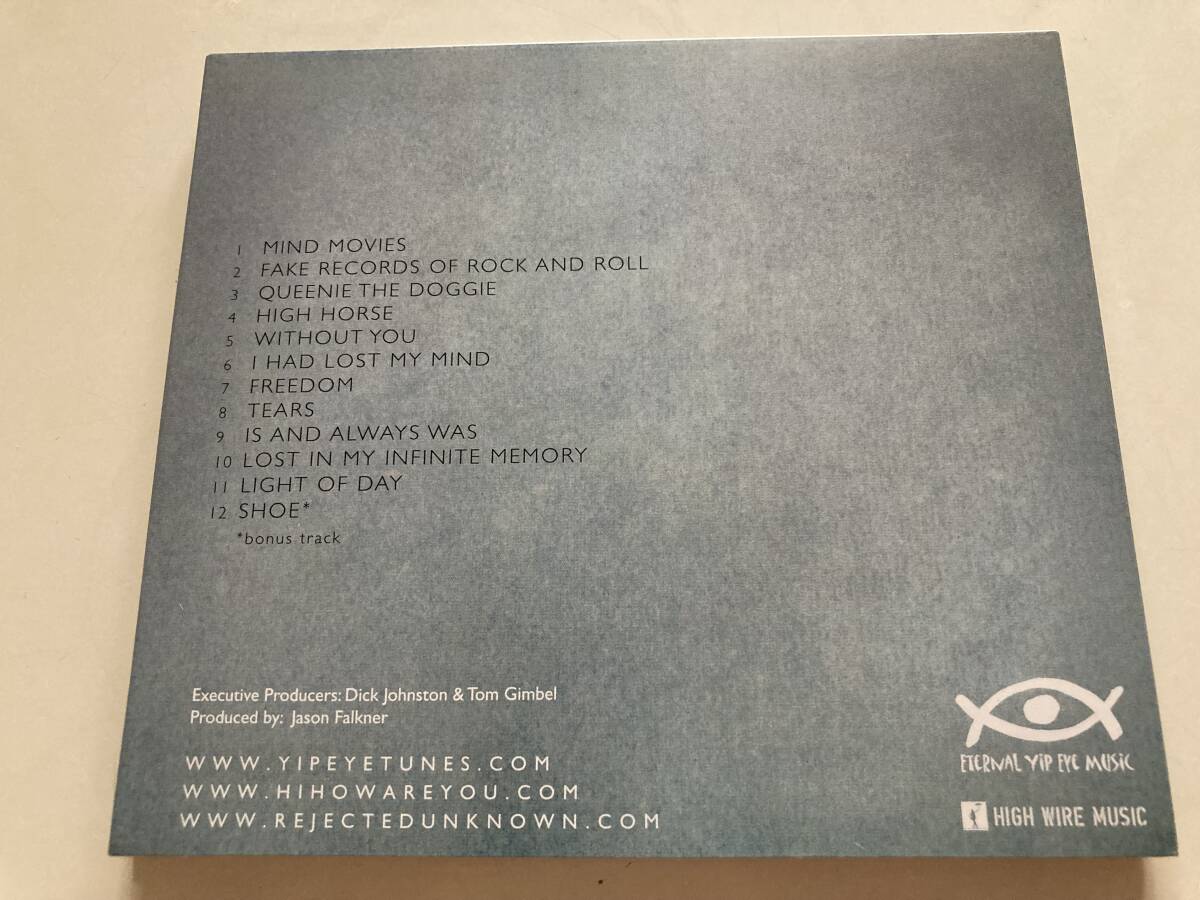 1 MIND MOVIES
2 FAKE RECORDS OF ROCK AND ROLL
3 QUEENIE THE DOGGIE
4 HIGH HORSE
5 WITHOUT YOU
6 I HAD LOST MY MIND
7 FREEDOM
8 TEARS
9 IS AND ALWAYS WAS
10 LOST IN MY INFINITE MEMORY
11 LIGHT OF DAY
12 SHOE*
*bonus track
Executive Producers: Dick Johnston & Tom Gimbel
Produced by: Jason Falkner
WWW.YIPEYETUNES.COM
WWW.HIHOWAREYOU.COM
WWW.REJECTEDUNKNOWN.COM
ETERNAL YIP EYE MUSIC
HIGH WIRE MUSIC